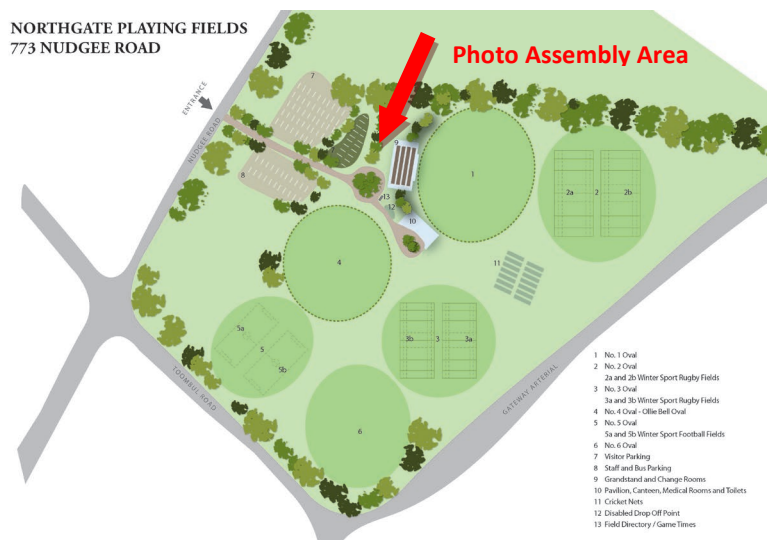 NORTHGATE PLAYING FIELDS
773 NUDGEE ROAD
Photo Assembly Area
ENTRANCE
NUDGEE ROAD
7
8
9
1
2a
2
2b
13
12
10
11
4
3b
3
3a
5a
5
5b
6
TOOMBUL ROAD
GATEWAY ARTERIAL
1 No. 1 Oval
2 No. 2 Oval
2a and 2b Winter Sport Rugby Fields
3 No. 3 Oval
3a and 3b Winter Sport Rugby Fields
4 No. 4 Oval - Ollie Bell Oval
5 No. 5 Oval
5a and 5b Winter Sport Football Fields
6 No. 6 Oval
7 Visitor Parking
8 Staff and Bus Parking
9 Grandstand and Change Rooms
10 Pavilion, Canteen, Medical Rooms and Toilets
11 Cricket Nets
12 Disabled Drop Off Point
13 Field Directory / Game Times